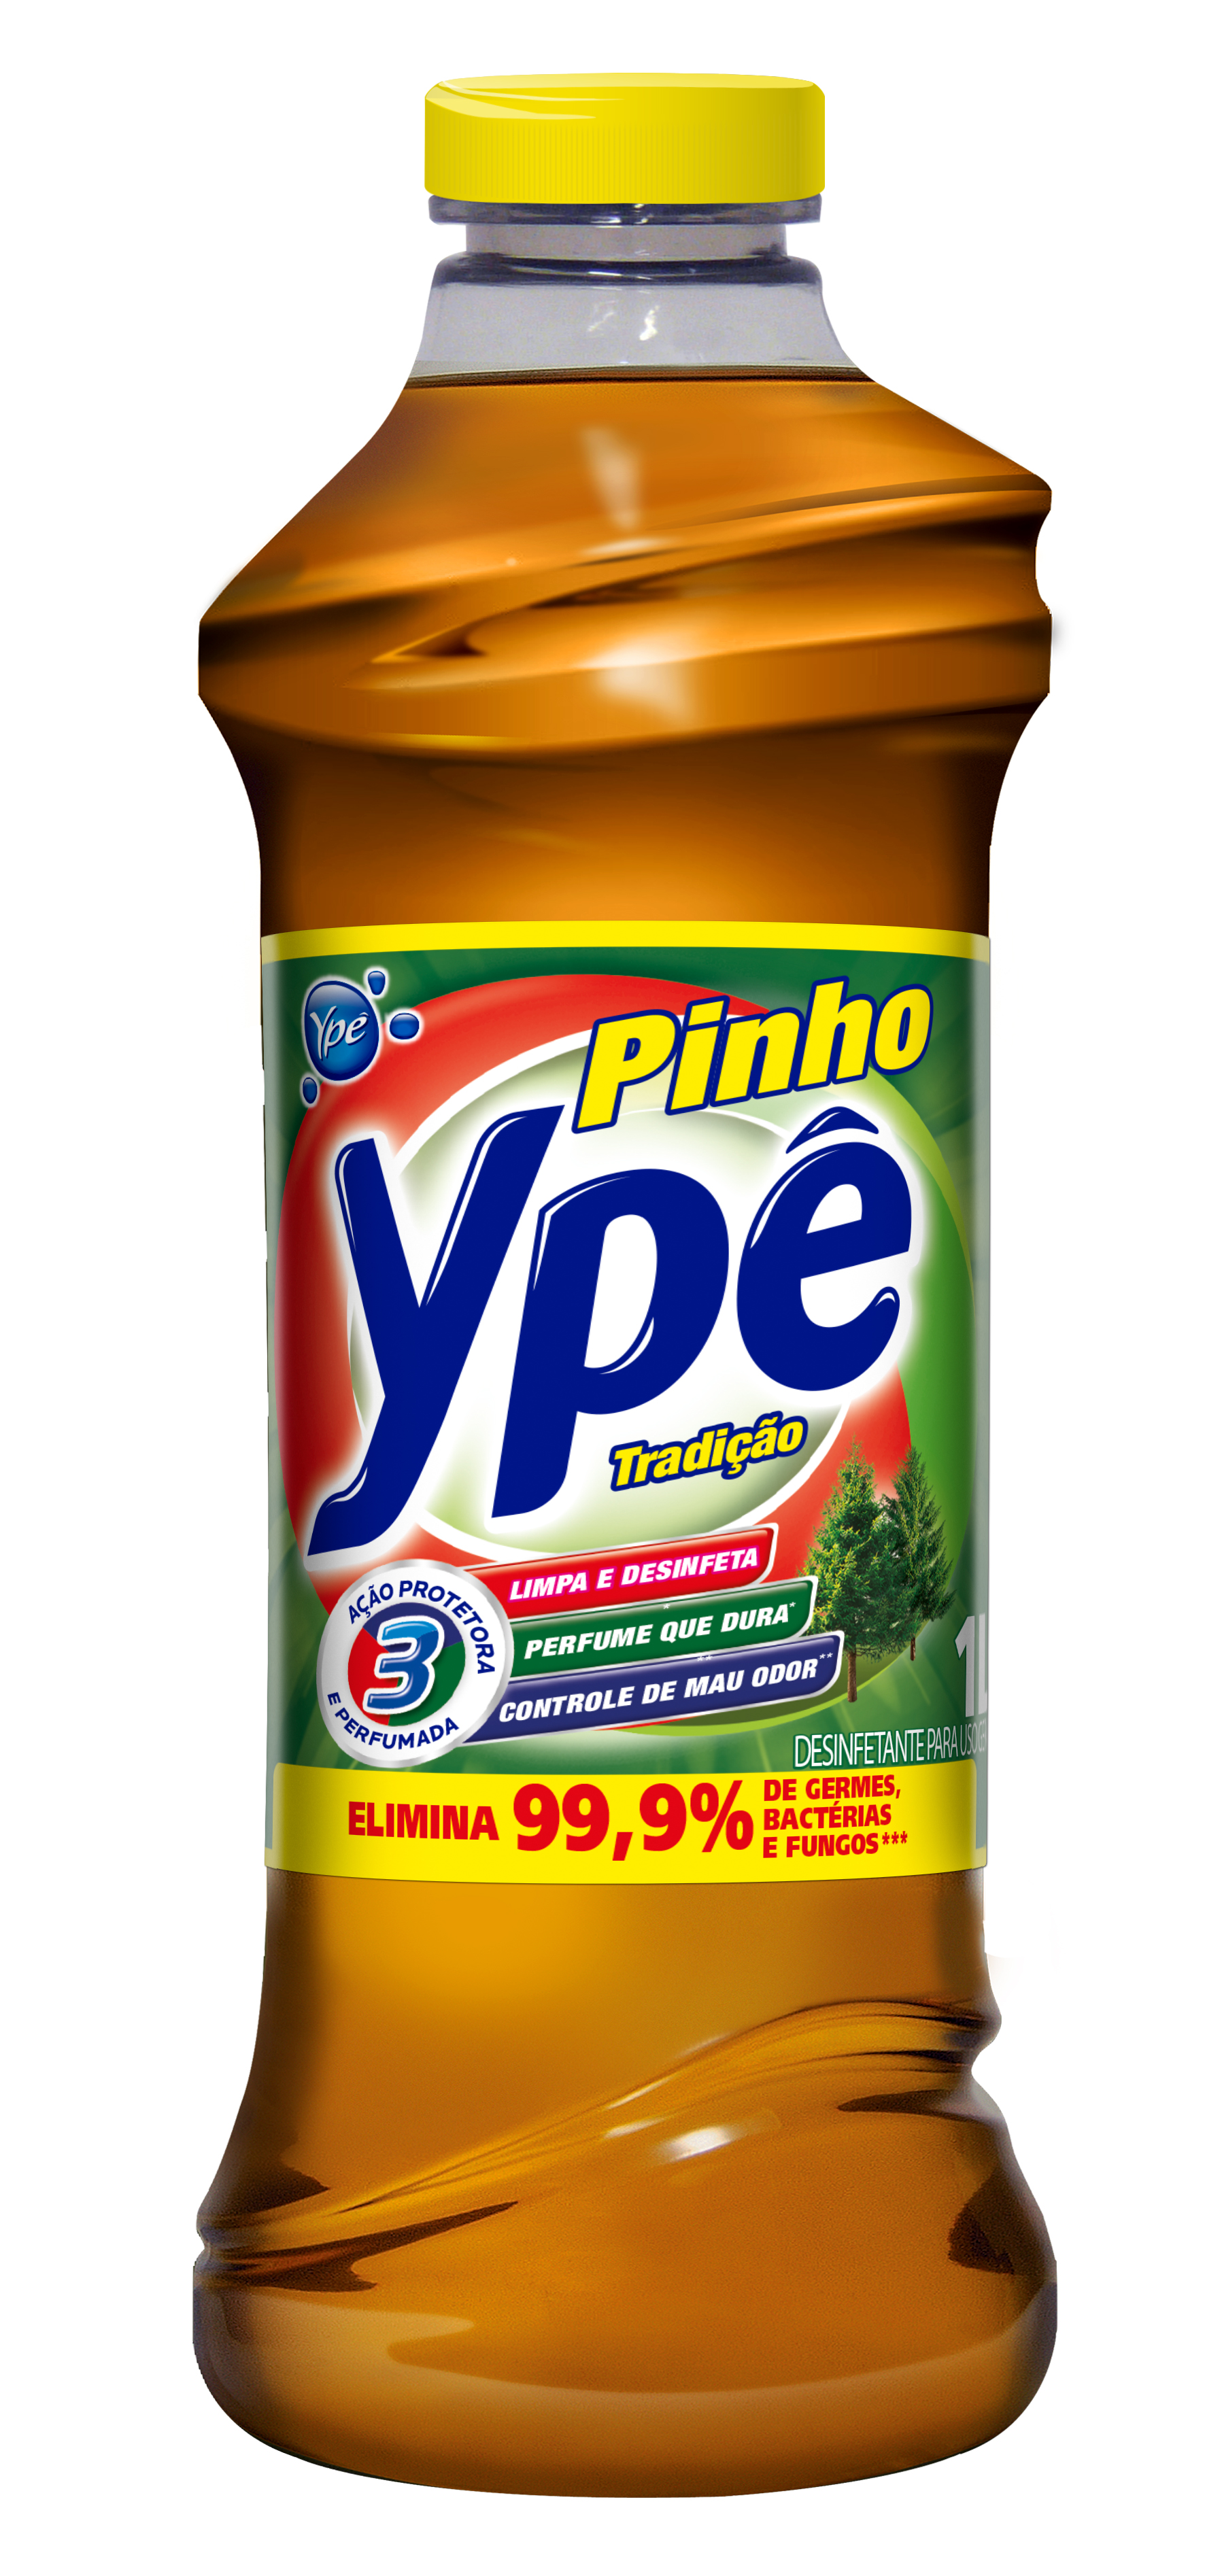 Ypê
Pinho
Ypê
Tradição
LIMPA E DESINFETA
PERFUME QUE DURA*
CONTROLE DE MAU ODOR**
AÇÃO PROTETORA
3
E PERFUMADA
1L
DESINFETANTE PARA USO
ELIMINA 99,9% DE GERMES,
BACTÉRIAS
E FUNGOS***